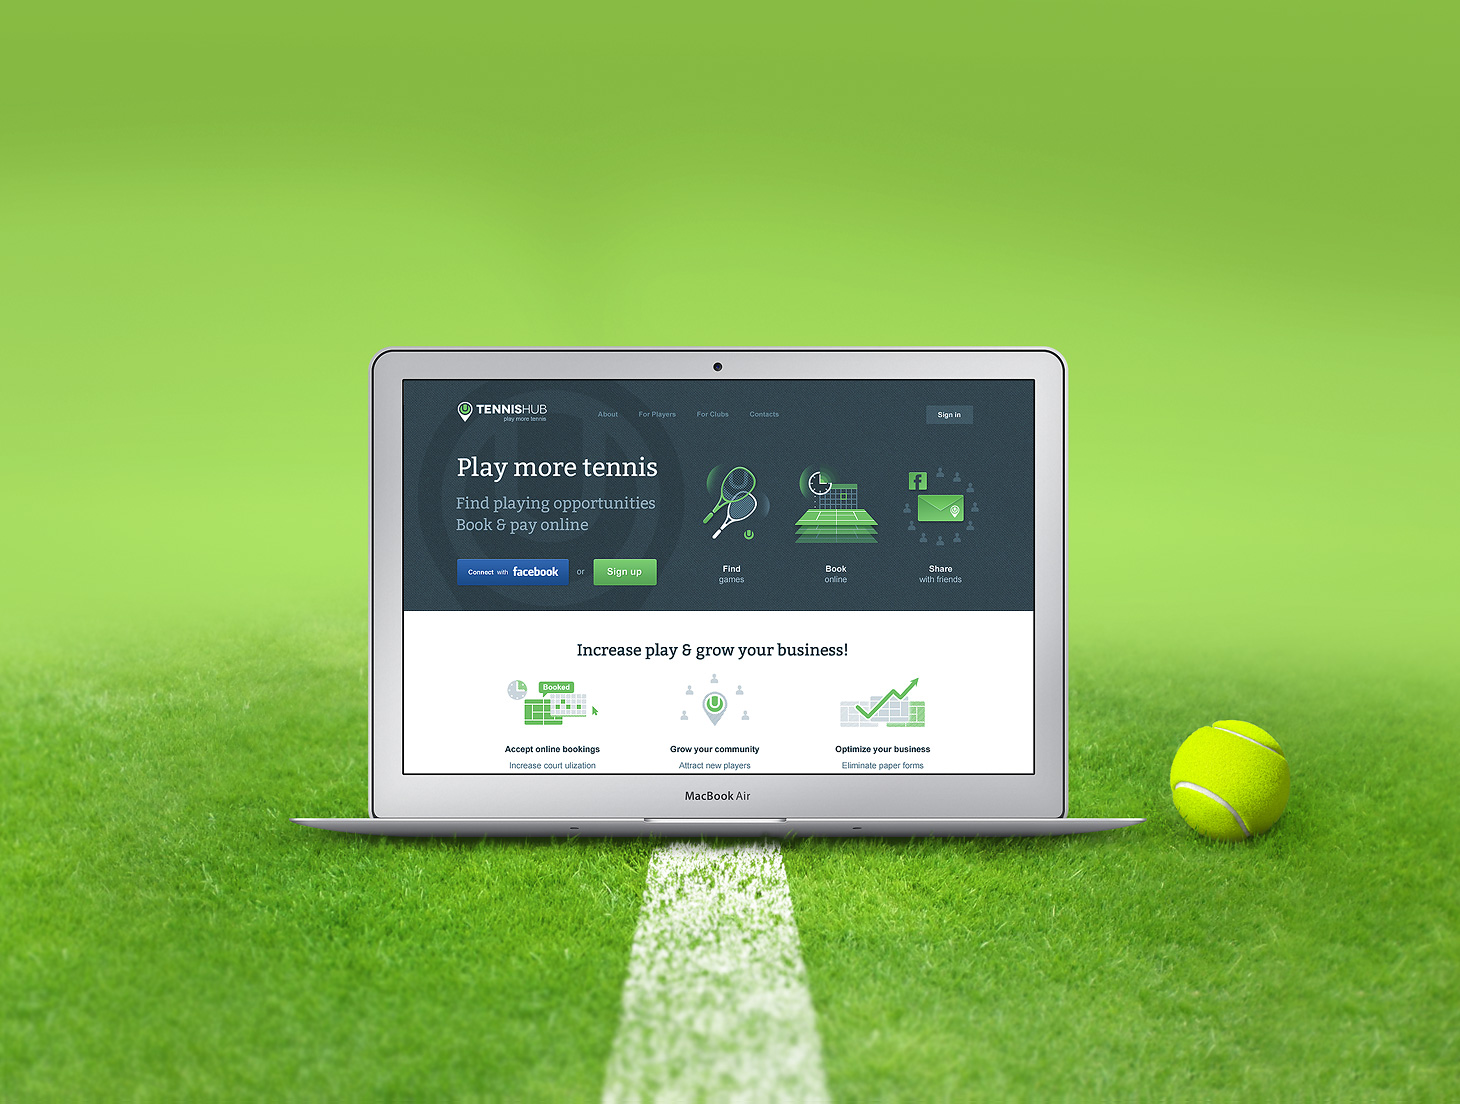 TENNISHUB
play more tennis
About
For Players
For Clubs
Contacts
Sign in
Play more tennis
Find playing opportunities
Book & pay online
Connect with facebook
or
Sign up
Find
games
Book
online
f
Share
with friends
Increase play & grow your business!
Booked
Accept online bookings
Increase court ulization
Grow your community
Attract new players
Optimize your business
Eliminate paper forms
MacBook Air